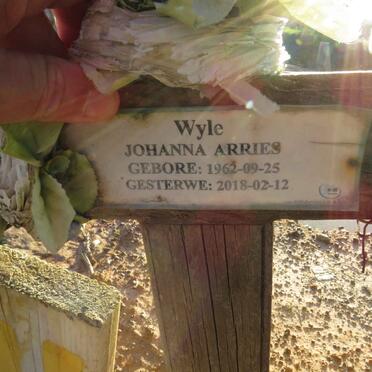 Wyle
JOHANNA ARRIES
GEBORE: 1962-09-25
GESTERWE: 2018-02-12